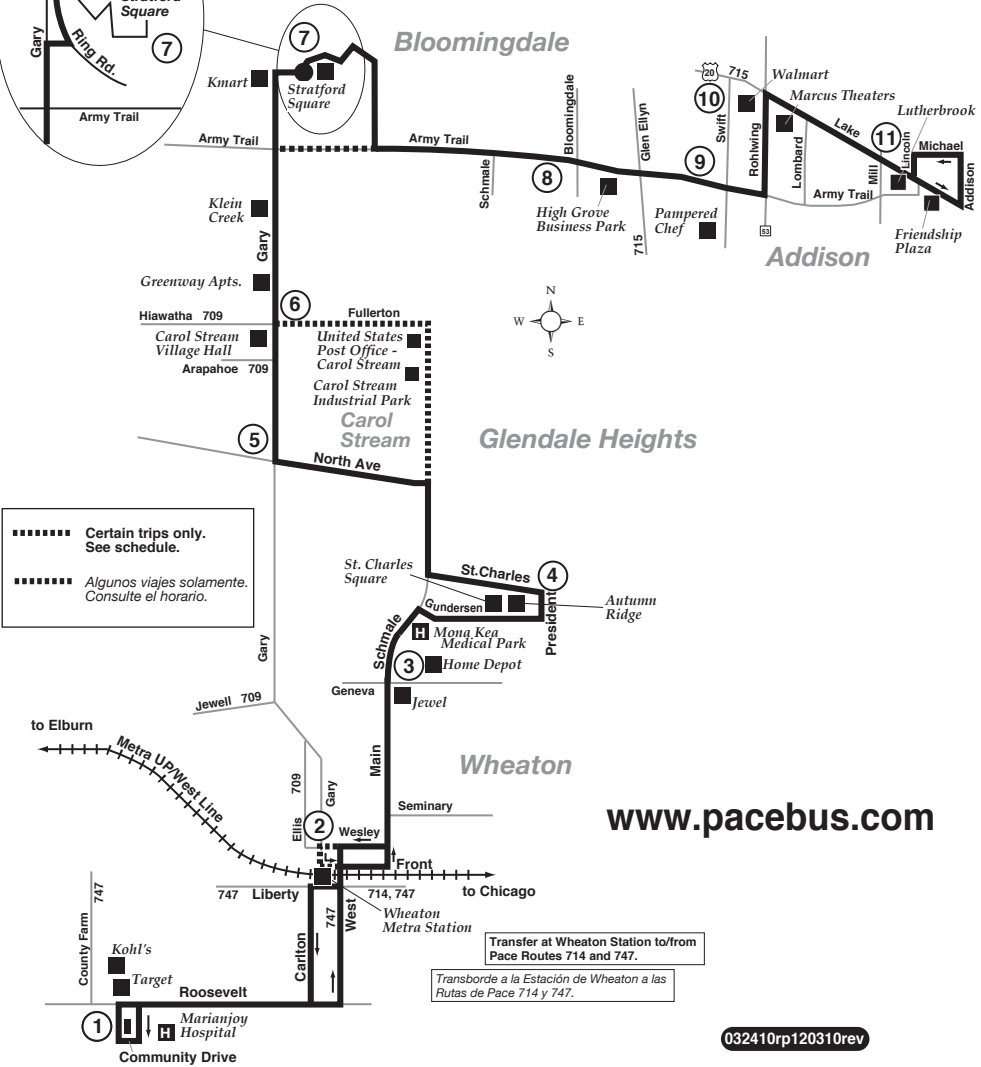 Stratford
Square
Gary
7
Ring Rd.
Army Trail
7
Bloomingdale
Kmart
Stratford
Square
Army Trail
Army Trail
Schmale
8
Bloomingdale
High Grove
Business Park
Glen Ellyn
715
9
Pampered
Chef
20
715
10
Swift
Walmart
Marcus Theaters
Rohlwing
Lombard
Lake
Lutherbrook
11
Lincoln
Michael
Mill
Army Trail
Addison
53
Friendship
Plaza
Addison
Klein
Creek
Gary
Greenway Apts.
6
Hiawatha 709
Fullerton
Carol Stream
Village Hall
Arapahoe 709
United States
Post Office -
Carol Stream
Carol Stream
Industrial Park
Carol
Stream
N
W
E
S
5
North Ave
Glendale Heights
Certain trips only.
See schedule.
Algunos viajes solamente.
Consulte el horario.
St. Charles
Square
St.Charles
4
Gundersen
President
Autumn
Ridge
Schmale
H
Mona Kea
Medical Park
3
Home Depot
Geneva
Jewel
Gary
Jewell 709
to Elburn
Metra UP/West Line
Main
Wheaton
709
Gary
Ellis
2
Seminary
Wesley
www.pacebus.com
Front
to Chicago
747
Liberty
714, 747
747
West
Wheaton
Metra Station
County Farm
747
Carlton
Transfer at Wheaton Station to/from
Pace Routes 714 and 747.
Transborde a la Estación de Wheaton a las
Rutas de Pace 714 y 747.
Kohl's
Target
Roosevelt
1
H
Marianjoy
Hospital
Community Drive
032410rp120310rev